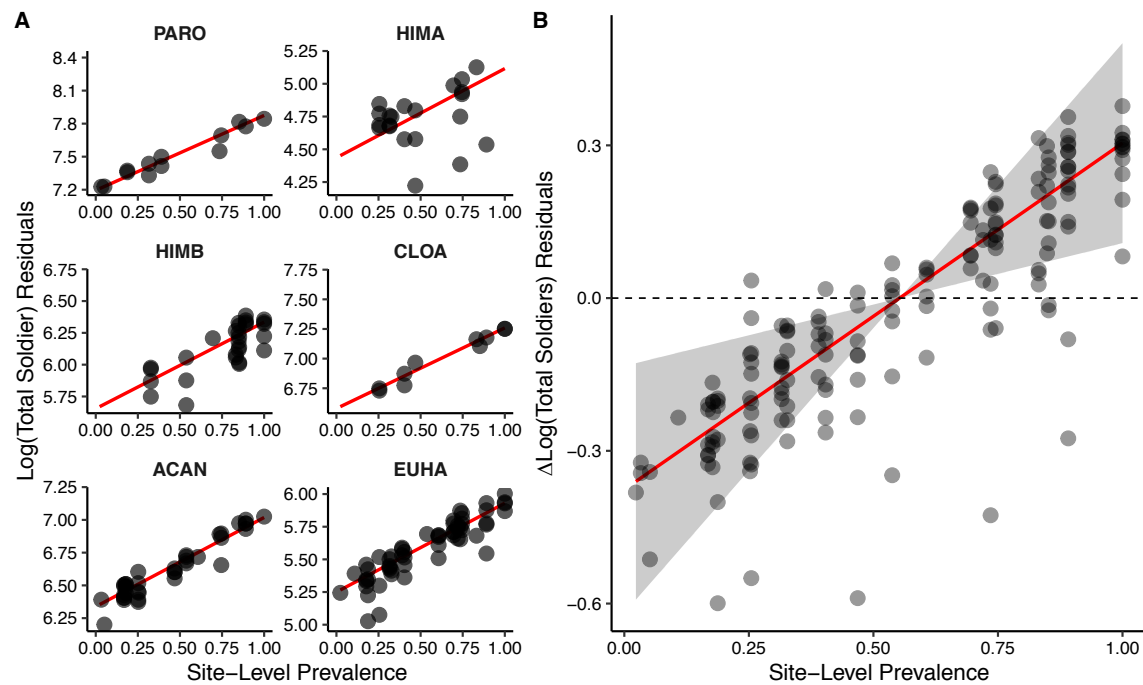 A
B
PARO
HIMA
8.4
8.1
7.8
7.5
7.2
0.00 0.25 0.50 0.75 1.00
5.25
5.00
4.75
4.50
4.25
0.00 0.25 0.50 0.75 1.00
HIMB
CLOA
6.75
6.50
6.25
6.00
5.75
0.00 0.25 0.50 0.75 1.00
7.75
7.50
7.25
7.00
6.75
0.00 0.25 0.50 0.75 1.00
ACAN
EUHA
7.25
7.00
6.75
6.50
6.25
0.00 0.25 0.50 0.75 1.00
6.00
5.75
5.50
5.25
5.00
0.00 0.25 0.50 0.75 1.00
Log(Total Soldier) Residuals
Site−Level Prevalence
ΔLog(Total Soldiers) Residuals
0.3
0.0
−0.3
−0.6
0.00 0.25 0.50 0.75 1.00
Site−Level Prevalence